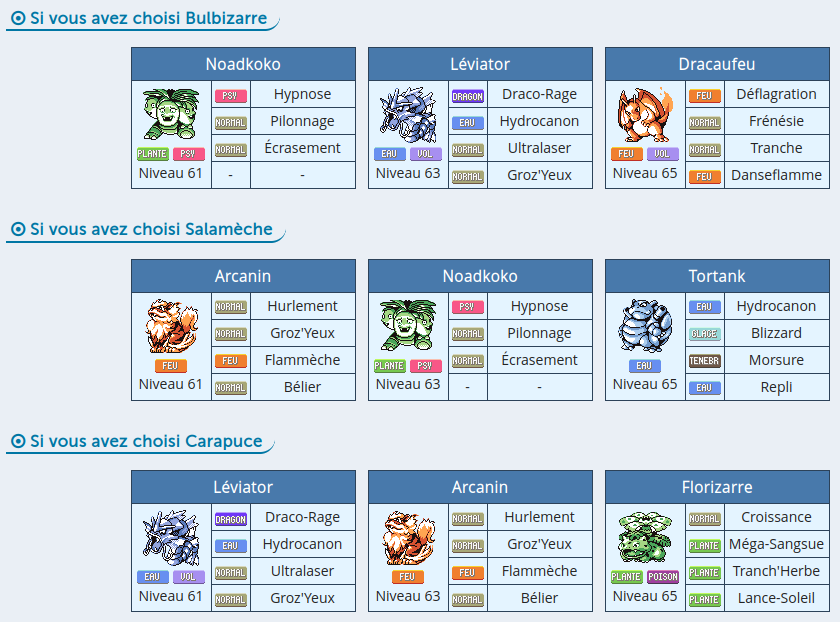 Si vous avez choisi Bulbizarre
Noadkoko Léviator Dracaufeu
PSY Hypnose DRAGON Draco-Rage FEU Déflagration
NORMAL Pilonnage EAU Hydrocanon NORMAL Frénésie
PLANTE PSY NORMAL Écrasement EAU VOL NORMAL Ultralaser FEU VOL NORMAL Tranche
Niveau 61 - - Niveau 63 NORMAL Groz'Yeux Niveau 65 FEU Danseflamme
Si vous avez choisi Salamèche
Arcanin Noadkoko Tortank
NORMAL Hurlement PSY Hypnose EAU Hydrocanon
NORMAL Groz'Yeux NORMAL Pilonnage GLACE Blizzard
FEU FEU Flammèche PLANTE PSY NORMAL Écrasement EAU TENEBR Morsure
Niveau 61 NORMAL Bélier Niveau 63 - - Niveau 65 EAU Repli
Si vous avez choisi Carapuce
Léviator Arcanin Florizarre
DRAGON Draco-Rage NORMAL Hurlement NORMAL Croissance
EAU Hydrocanon NORMAL Groz'Yeux PLANTE Méga-Sangsue
EAU VOL NORMAL Ultralaser FEU FEU Flammèche PLANTE POISON PLANTE Tranch'Herbe
Niveau 61 NORMAL Groz'Yeux Niveau 63 NORMAL Bélier Niveau 65 PLANTE Lance-Soleil